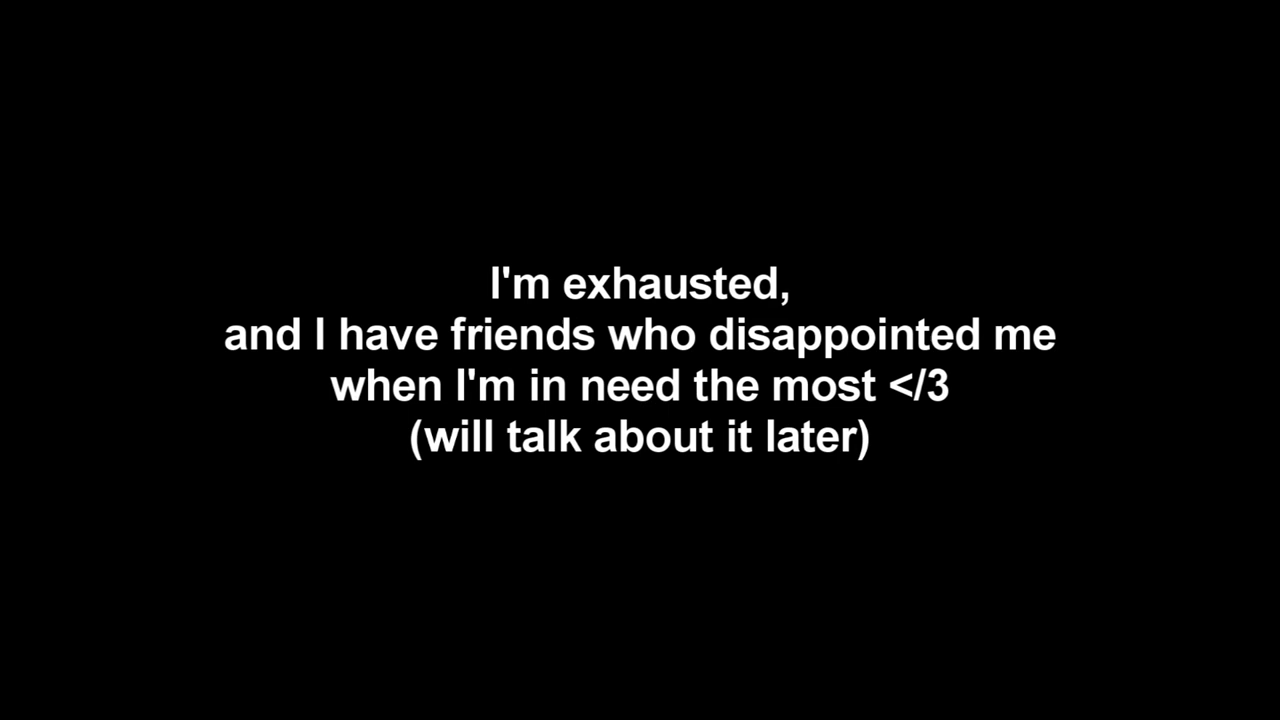 I'm exhausted,
and I have friends who disappointed me
when I'm in need the most </3
(will talk about it later)